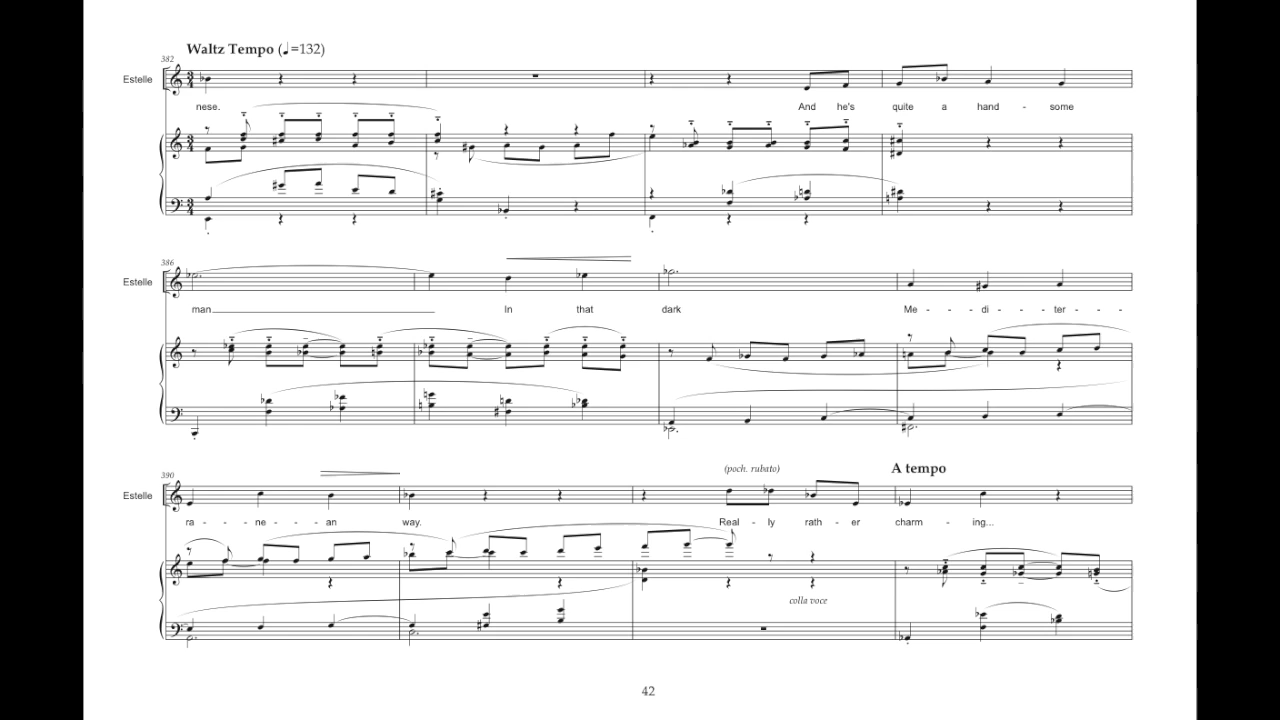 Waltz Tempo (♩=132)
382
Estelle
nese. And he's quite a hand - some
386
Estelle
man____ In that dark Me - - - di - - - ter - - - -
390
Estelle
(poch. rubato) A tempo
ra - - - ne - - - an way. Real - ly rath - er charm - ing...
colla voce
42